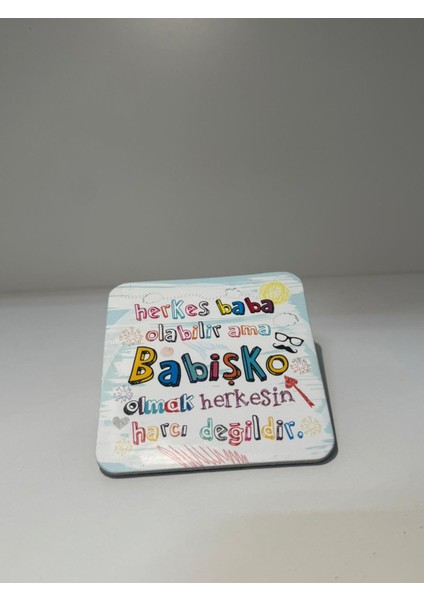 herkes baba
olabilir ama
Babişko
olmak herkesin
harcı değildir.